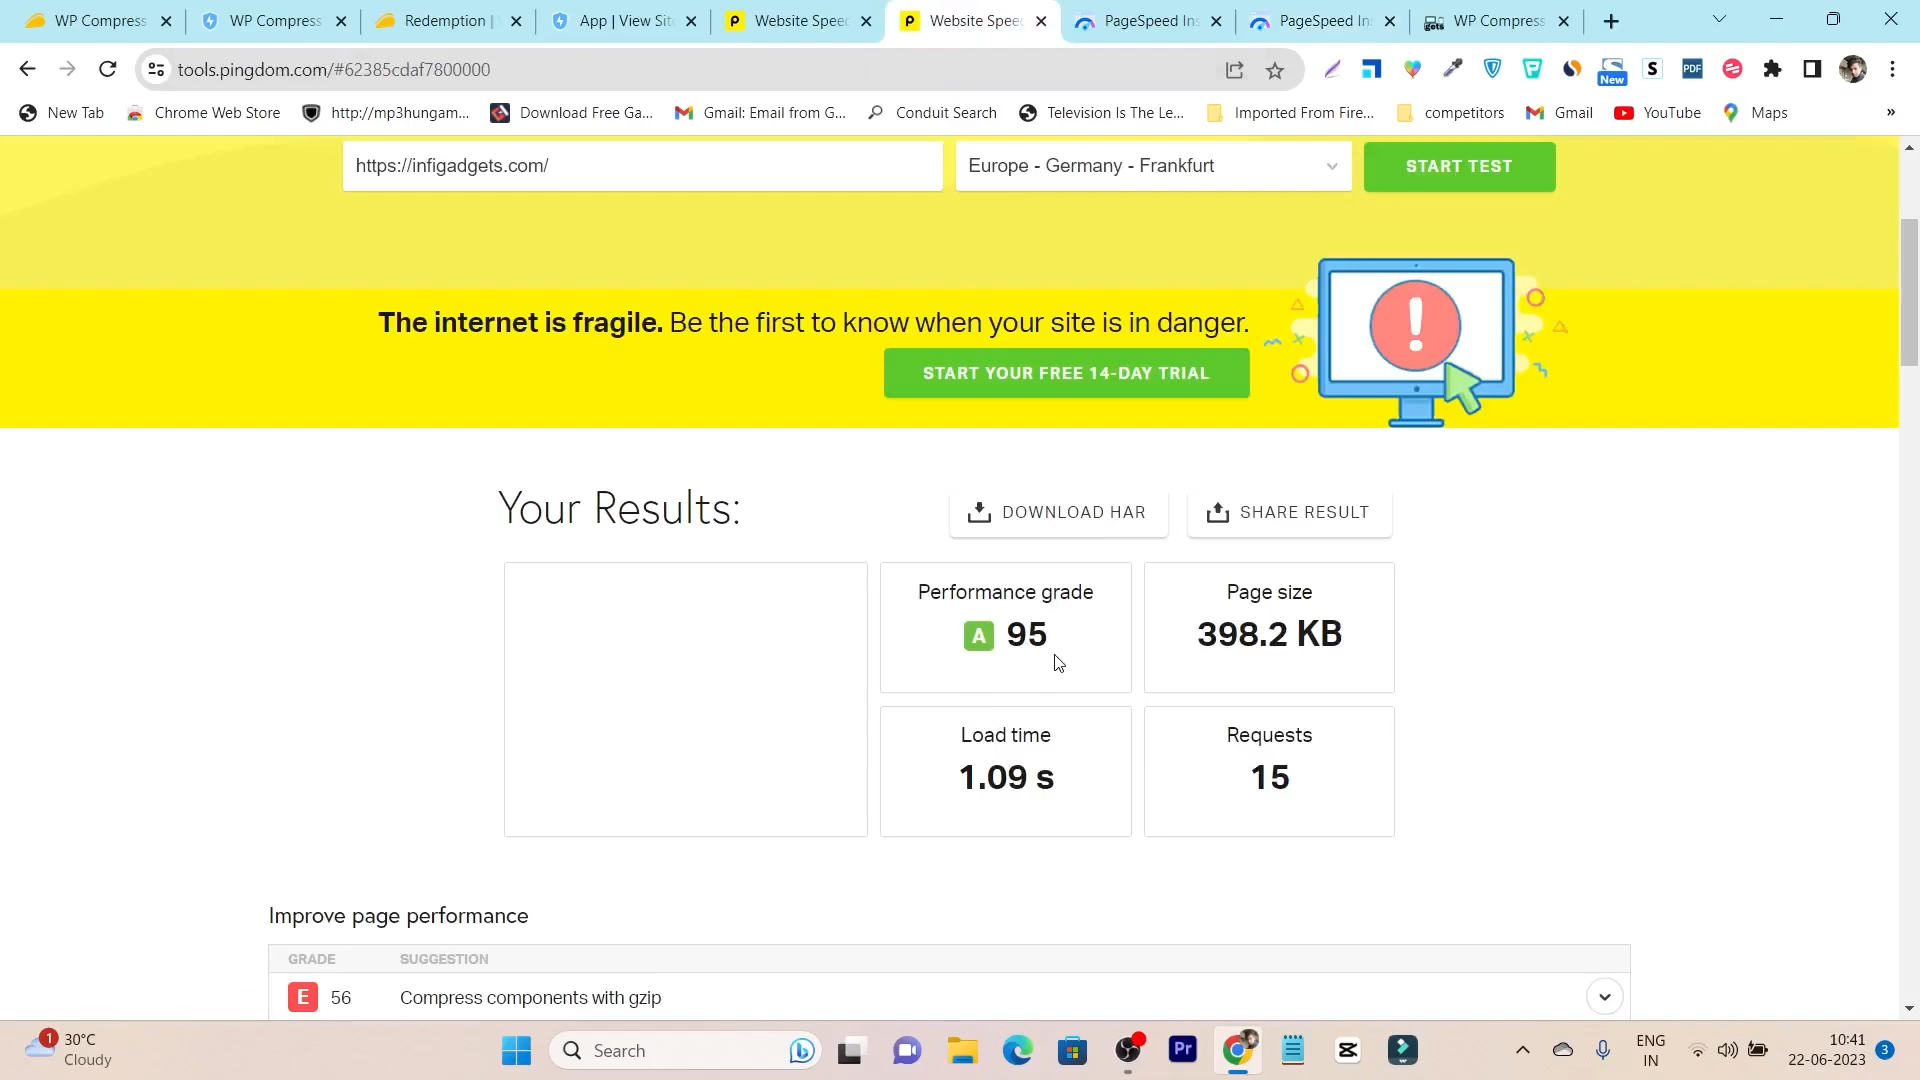 WP Compress
WP Compress
Redemption |
App | View Sit
Website Speed
Website Speed
PageSpeed Ins
PageSpeed In
WP Compress
tools.pingdom.com/#62385cdaf7800000
New
S
PDF
New Tab
Chrome Web Store
http://mp3hungam...
Download Free Ga...
Gmail: Email from G...
Conduit Search
Television Is The Le...
Imported From Fire...
competitors
Gmail
YouTube
Maps
»
https://infigadgets.com/
Europe - Germany - Frankfurt
START TEST
The internet is fragile. Be the first to know when your site is in danger.
START YOUR FREE 14-DAY TRIAL
!
Your Results:
DOWNLOAD HAR
SHARE RESULT
Performance grade
A 95
Page size
398.2 KB
Load time
1.09 s
Requests
15
Improve page performance
GRADE
SUGGESTION
E 56
Compress components with gzip
1
30°C
Cloudy
Search
Pr
ENG
IN
10:41
22-06-2023
3